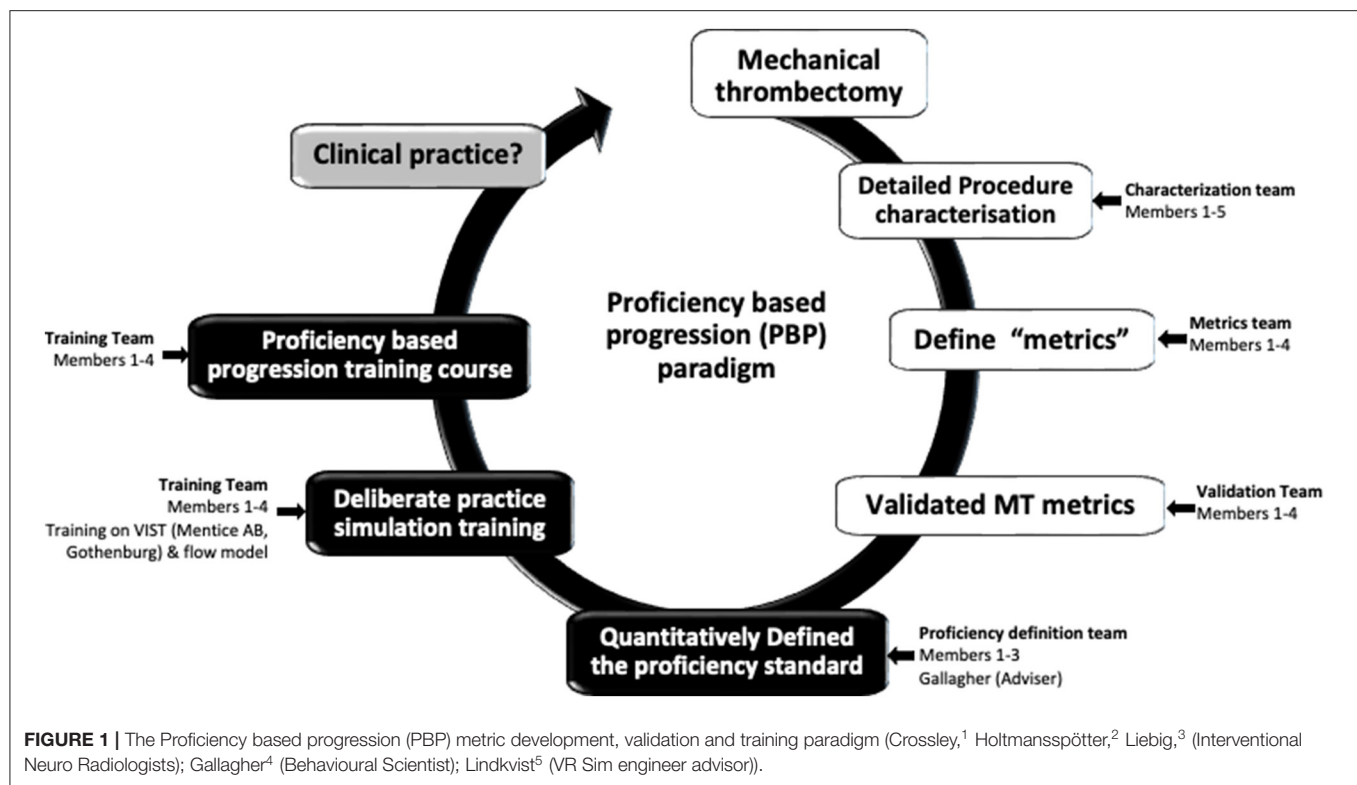 Mechanical
thrombectomy
Clinical practice?
Detailed Procedure
characterisation
Characterization team
Members 1-5
Proficiency based
progression (PBP)
paradigm
Define “metrics”
Metrics team
Members 1-4
Training Team
Members 1-4
Proficiency based
progression training course
Validated MT metrics
Validation Team
Members 1-4
Training Team
Members 1-4
Training on VIST (Mentice AB,
Gothenburg) & flow model
Deliberate practice
simulation training
Quantitatively Defined
the proficiency standard
Proficiency definition team
Members 1-3
Gallagher (Adviser)
FIGURE 1 | The Proficiency based progression (PBP) metric development, validation and training paradigm (Crossley,1 Holtmansspötter,2 Liebig,3 (Interventional
Neuro Radiologists); Gallagher4 (Behavioural Scientist); Lindkvist5 (VR Sim engineer advisor)).